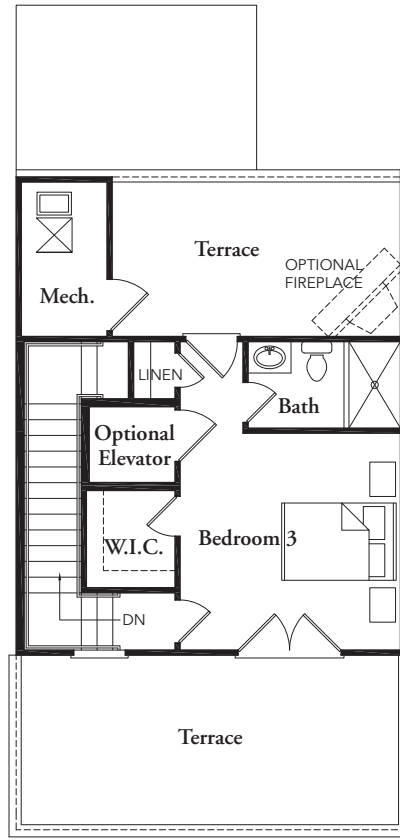 Terrace
OPTIONAL
FIREPLACE
Mech.
LINEN
Bath
Optional
Elevator
W.I.C.
Bedroom 3
DN
Terrace